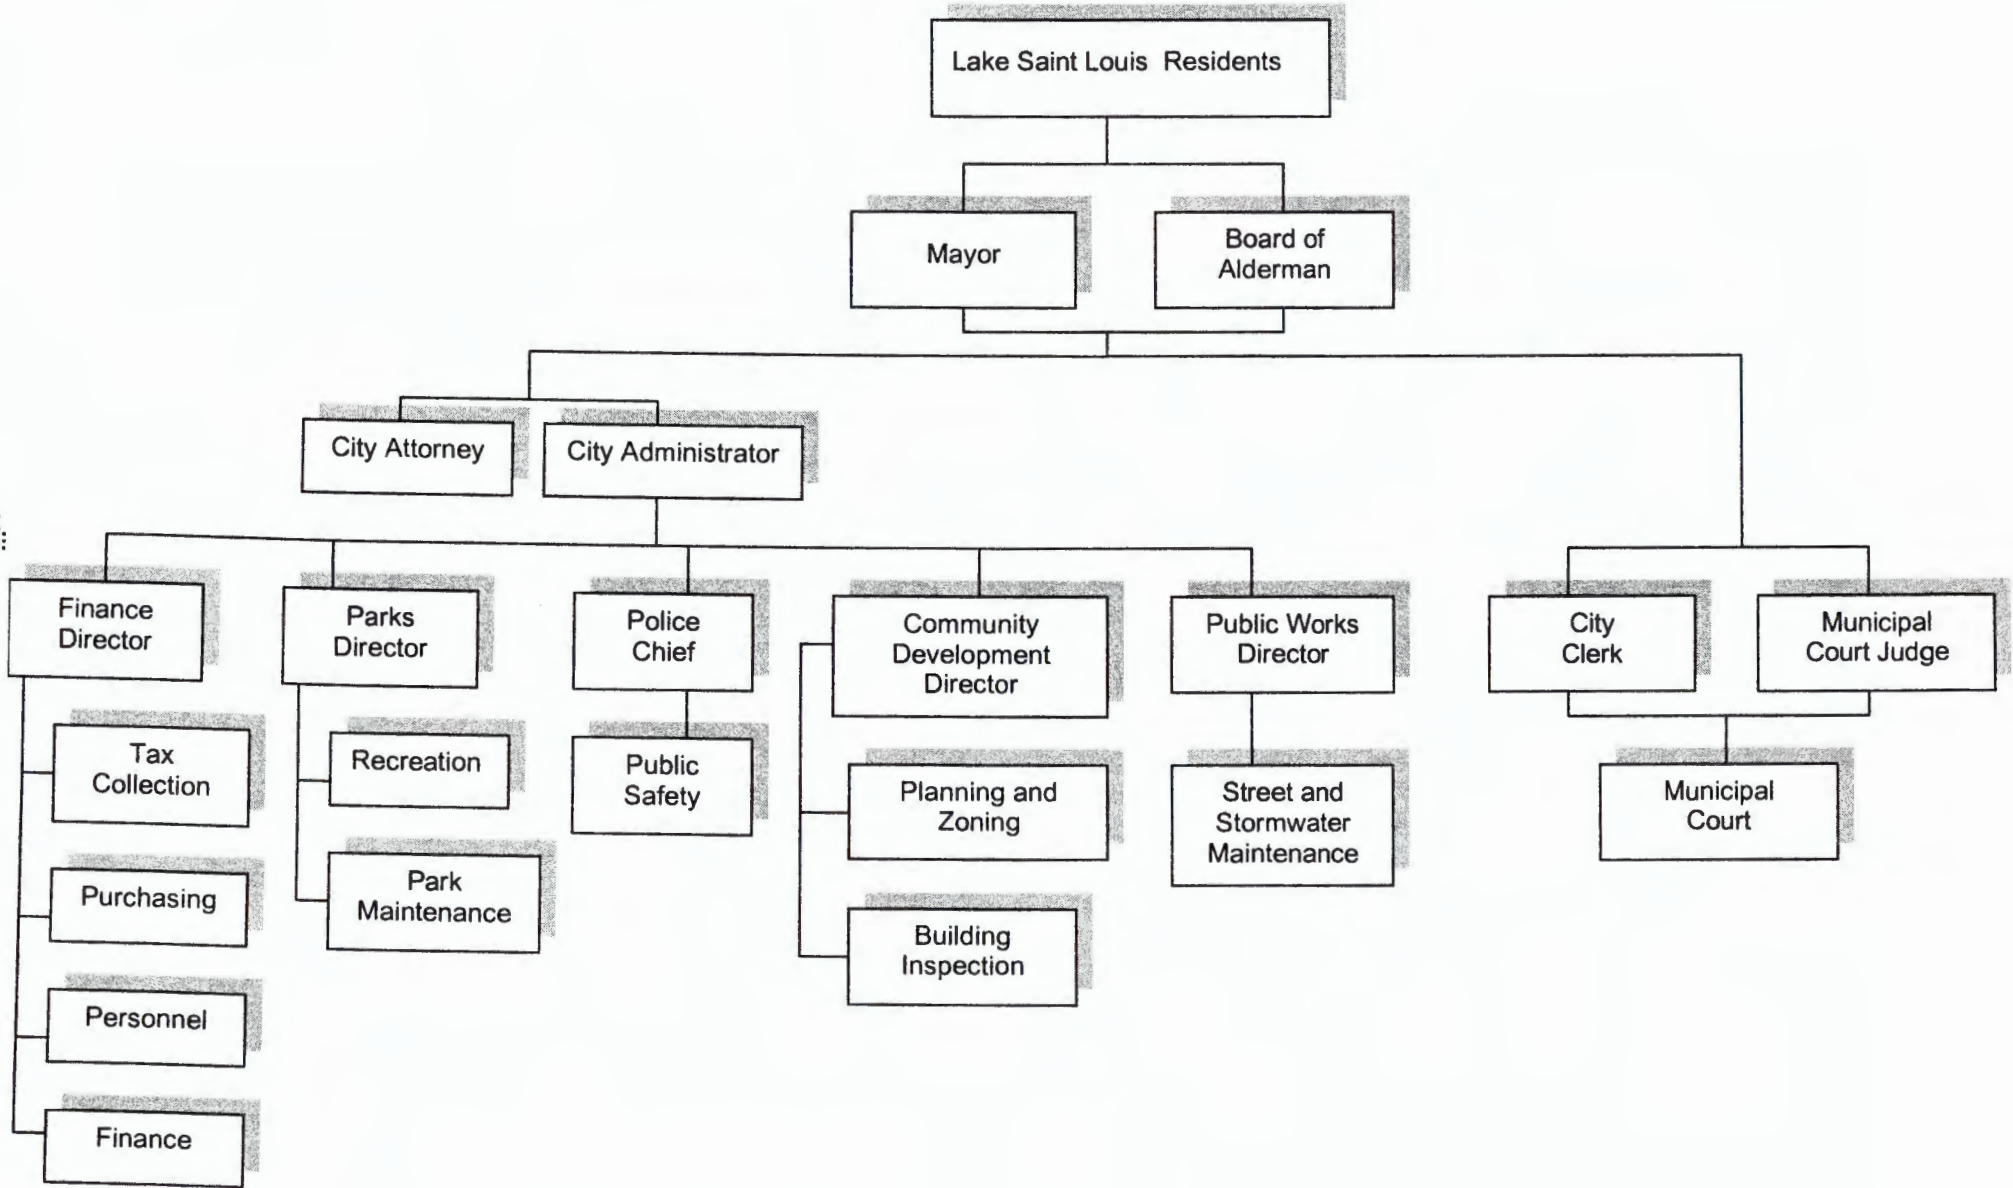 Lake Saint Louis Residents
Mayor
Board of
Alderman
City Attorney
City Administrator
Finance
Director
Parks
Director
Police
Chief
Community
Development
Director
Public Works
Director
City
Clerk
Municipal
Court Judge
Tax
Collection
Recreation
Public
Safety
Planning and
Zoning
Street and
Stormwater
Maintenance
Municipal
Court
Purchasing
Park
Maintenance
Building
Inspection
Personnel
Finance